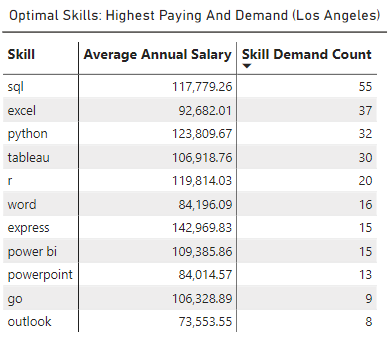 Optimal Skills: Highest Paying And Demand (Los Angeles)
Skill Average Annual Salary Skill Demand Count
sql 117,779.26 55
excel 92,682.01 37
python 123,809.67 32
tableau 106,918.76 30
r 119,814.03 20
word 84,196.09 16
express 142,969.83 15
power bi 109,385.86 15
powerpoint 84,014.57 13
go 106,328.89 9
outlook 73,553.55 8